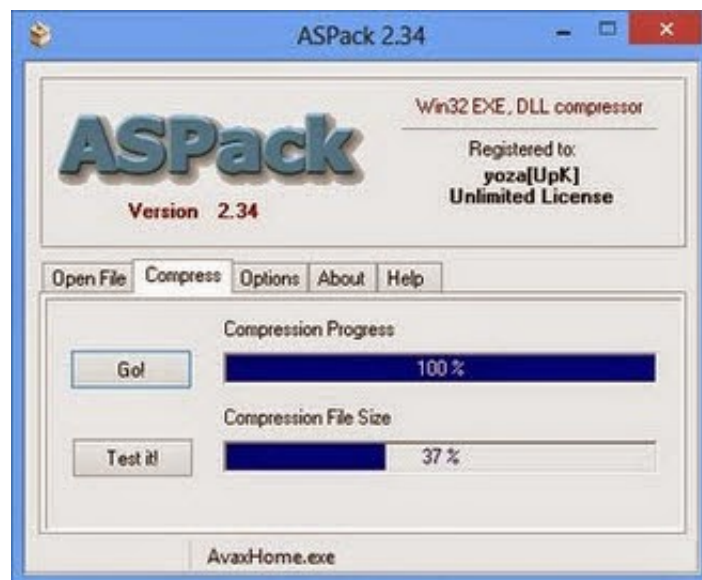 ASPack 2.34
ASPack
Version 2.34
Win32 EXE, DLL compressor
Registered to:
yoza[UpK]
Unlimited License
Open File Compress Options About Help
Compression Progress
Go!
100 %
Compression File Size
Test it!
37 %
AvaxHome.exe